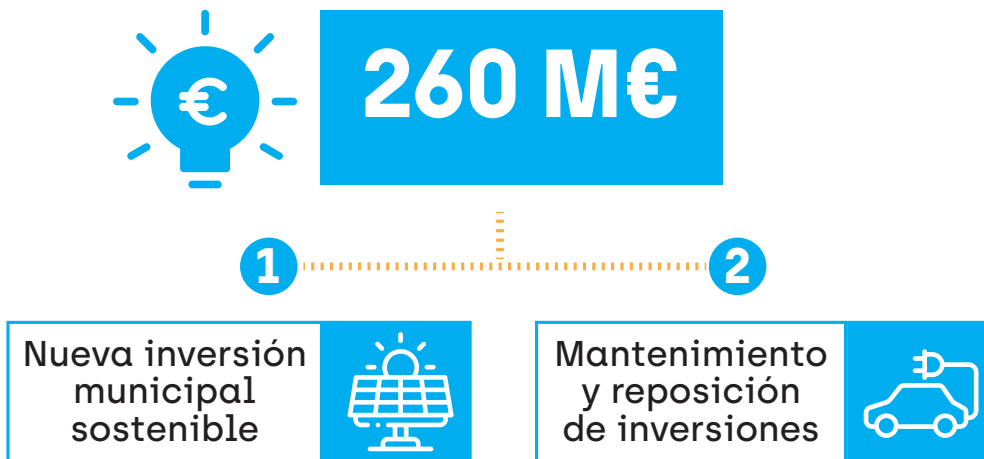 €
260 M€
1
2
Nueva inversión
municipal
sostenible
Mantenimiento
y reposición
de inversiones